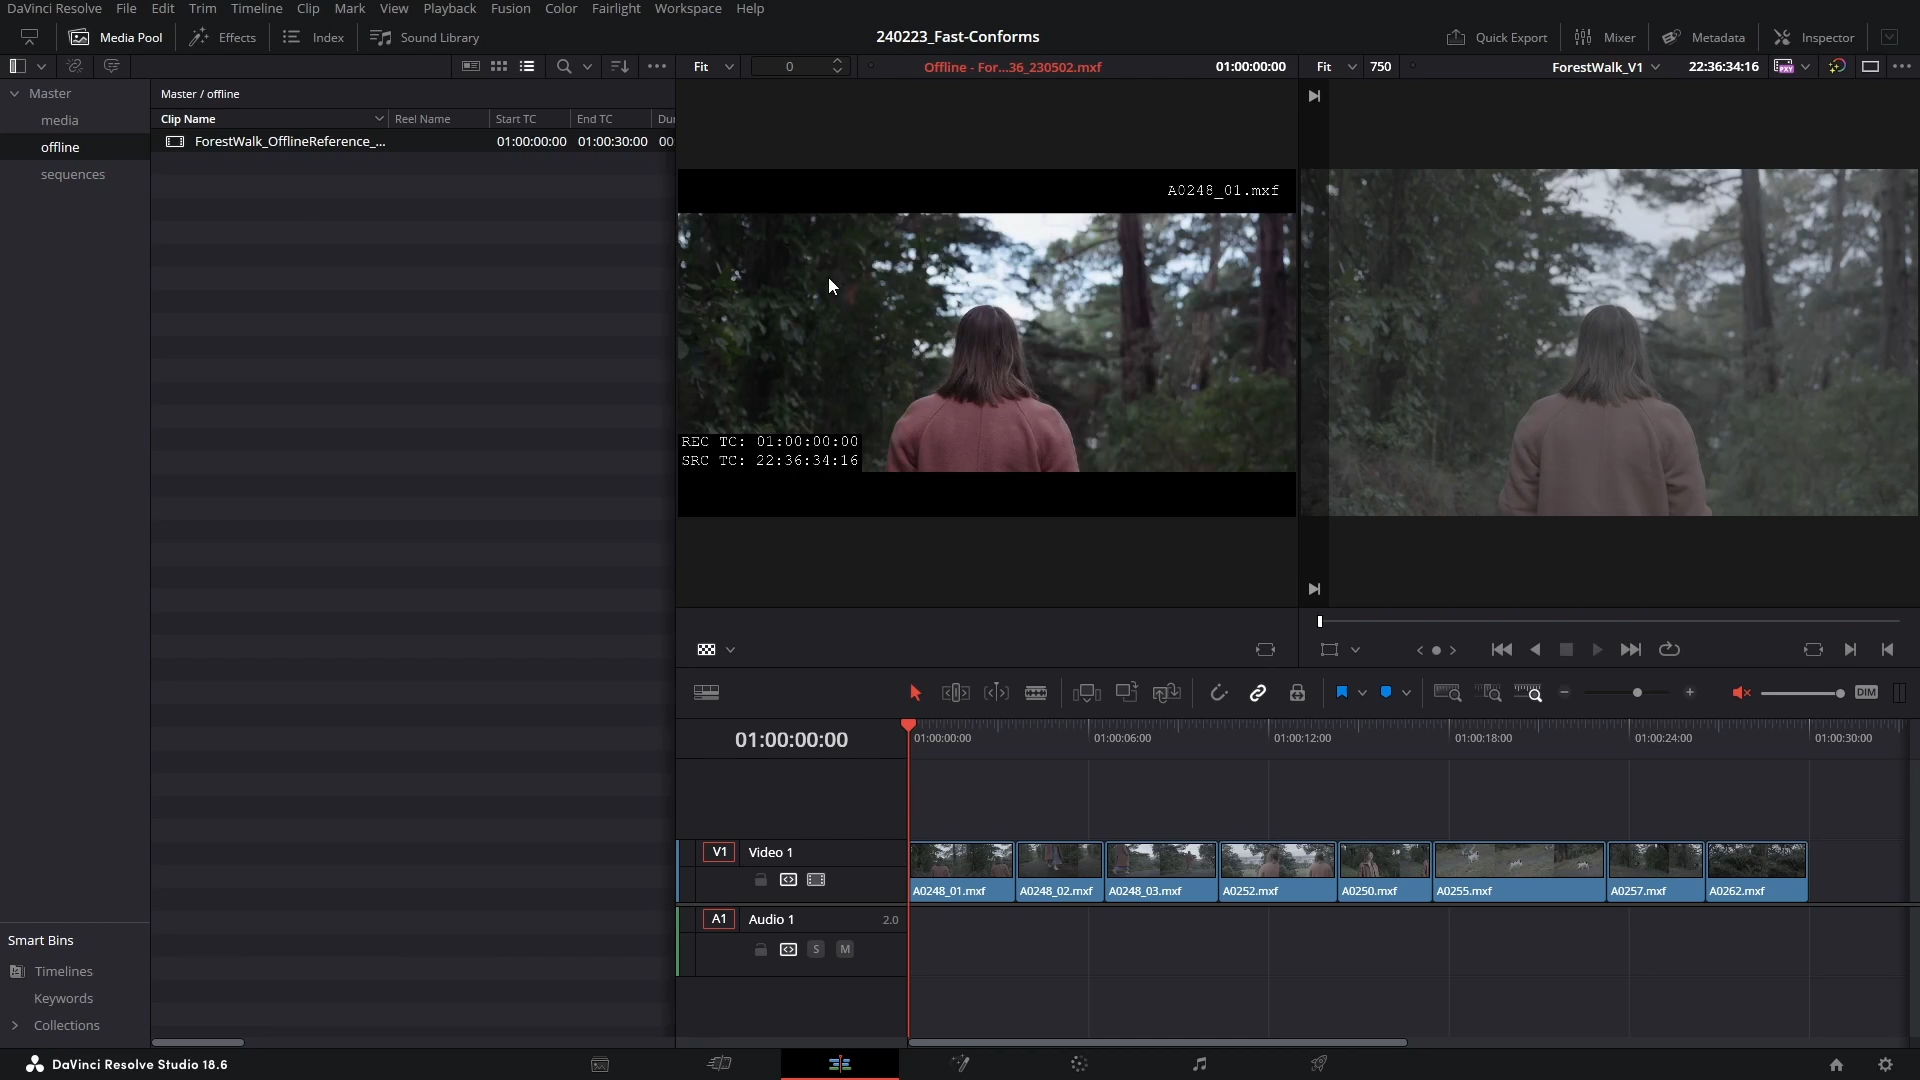 DaVinci Resolve File Edit Trim Timeline Clip Mark View Playback Fusion Color Fairlight Workspace Help
Media Pool Effects Index Sound Library 240223_Fast-Conforms Quick Export Mixer Metadata Inspector
Fit 0 Offline - For...36_230502.mxf 01:00:00:00 Fit 750 ForestWalk_V1 22:36:34:16 PXY
Master
media
offline
sequences
Master / offline
Clip Name Reel Name Start TC End TC Dur
ForestWalk_OfflineReference_... 01:00:00:00 01:00:30:00 00
A0248_01.mxf
REC TC: 01:00:00:00
SRC TC: 22:36:34:16
DIM
01:00:00:00
01:00:00:00 01:00:06:00 01:00:12:00 01:00:18:00 01:00:24:00 01:00:30:00
V1 Video 1
A0248_01.mxf A0248_02.mxf A0248_03.mxf A0252.mxf A0250.mxf A0255.mxf A0257.mxf A0262.mxf
A1 Audio 1 2.0
S M
Smart Bins
Timelines
Keywords
Collections
DaVinci Resolve Studio 18.6